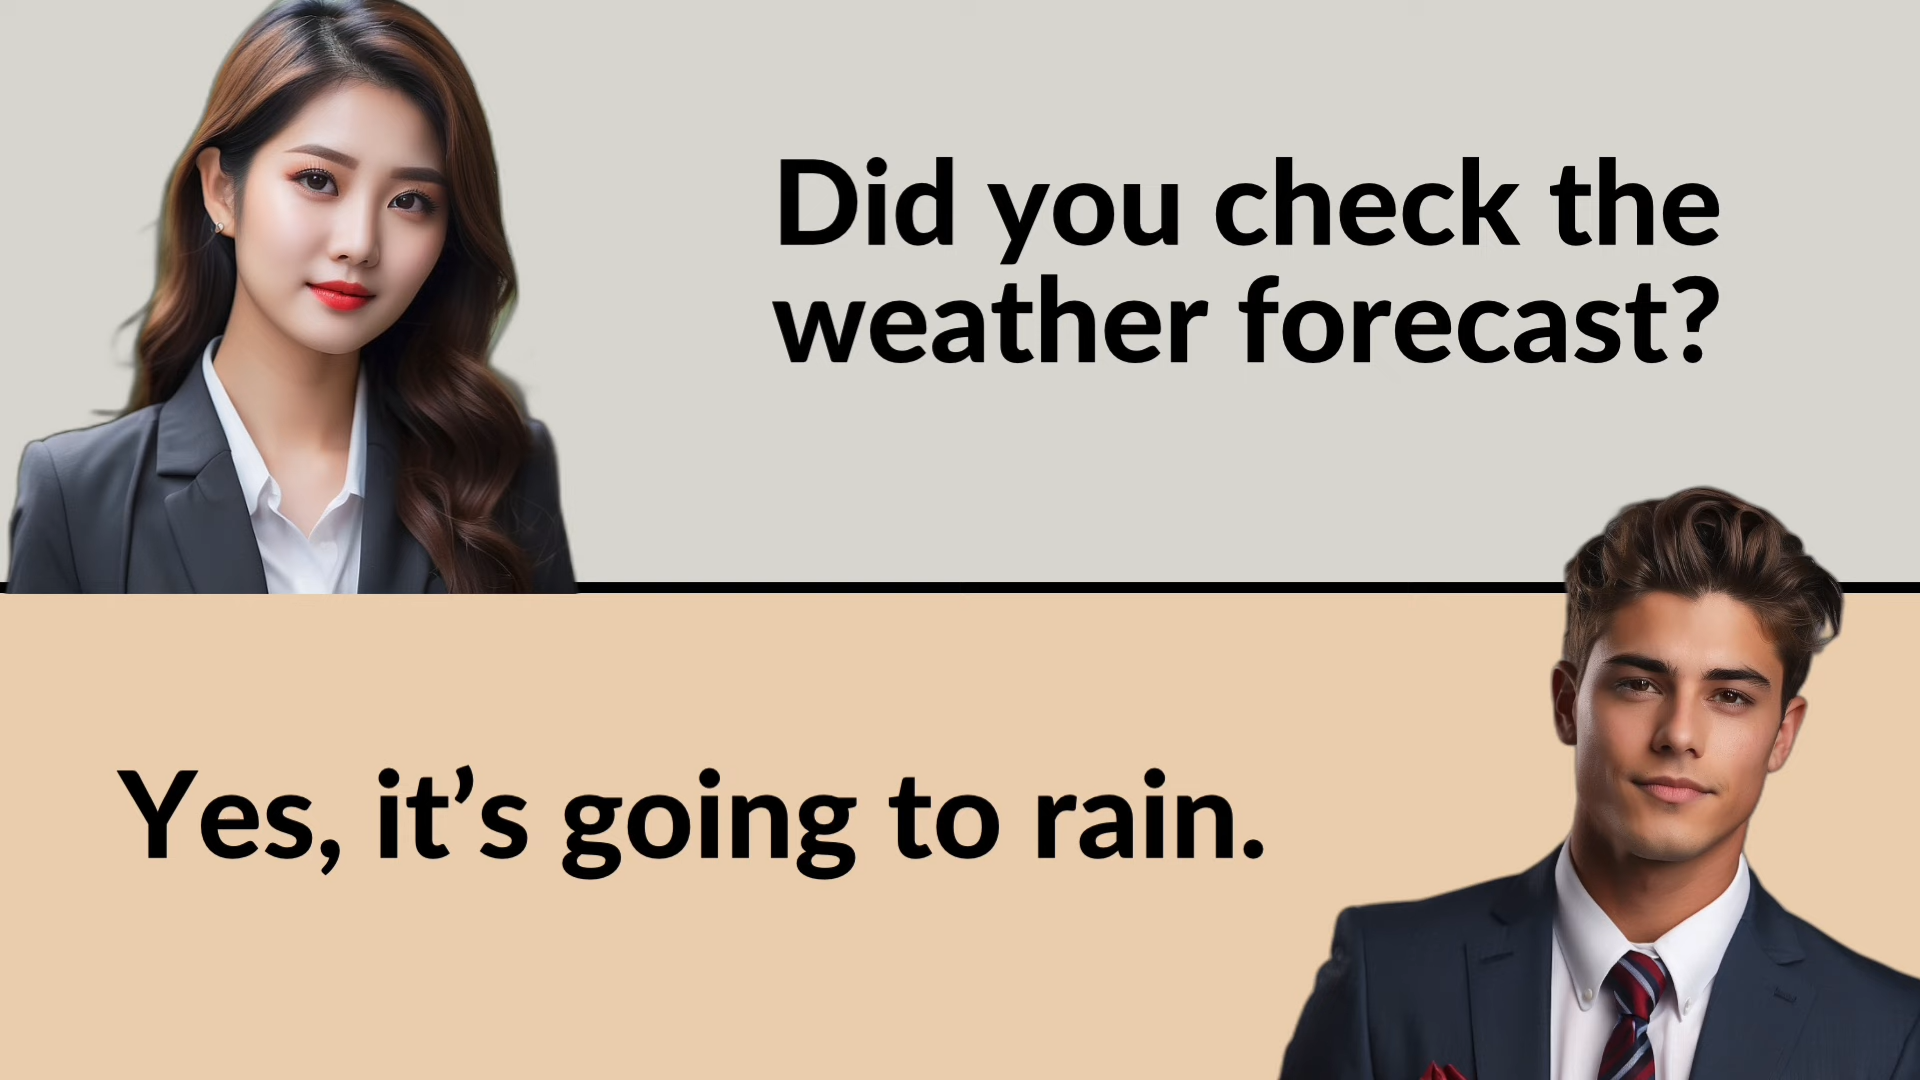 Did you check the
weather forecast?
Yes, it’s going to rain.